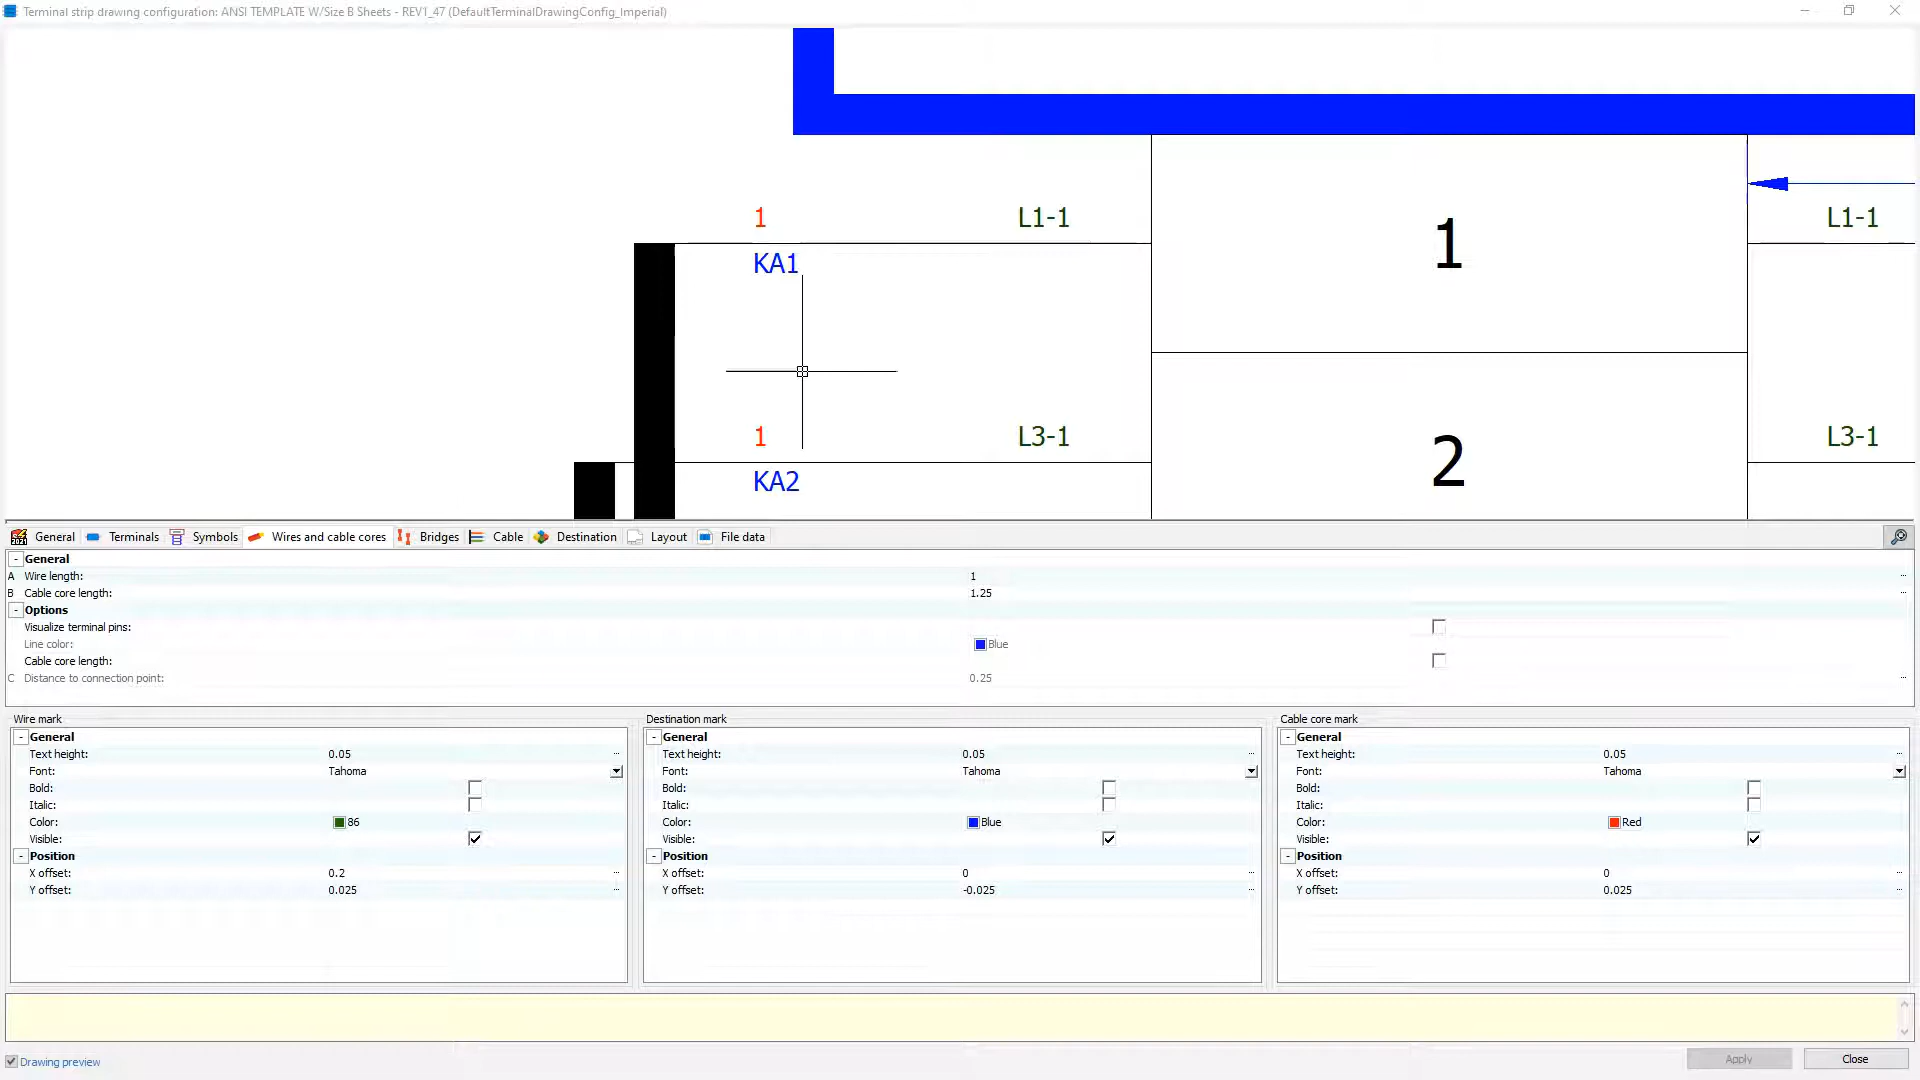 Terminal strip drawing configuration: ANSI TEMPLATE W/Size B Sheets - REV1_47 (DefaultTerminalDrawingConfig_Imperial)
1 L1-1 1 L1-1
KA1
1 L3-1 2 L3-1
KA2
General Terminals Symbols Wires and cable cores Bridges Cable Destination Layout File data
General
A Wire length: 1
B Cable core length: 1.25
Options
Visualize terminal pins:
Line color: Blue
Cable core length:
C Distance to connection point: 0.25
Wire mark
General
Text height: 0.05
Font: Tahoma
Bold:
Italic:
Color: 86
Visible:
Position
X offset: 0.2
Y offset: 0.025
Destination mark
General
Text height: 0.05
Font: Tahoma
Bold:
Italic:
Color: Blue
Visible:
Position
X offset: 0
Y offset: -0.025
Cable core mark
General
Text height: 0.05
Font: Tahoma
Bold:
Italic:
Color: Red
Visible:
Position
X offset: 0
Y offset: 0.025
Drawing preview
Apply Close